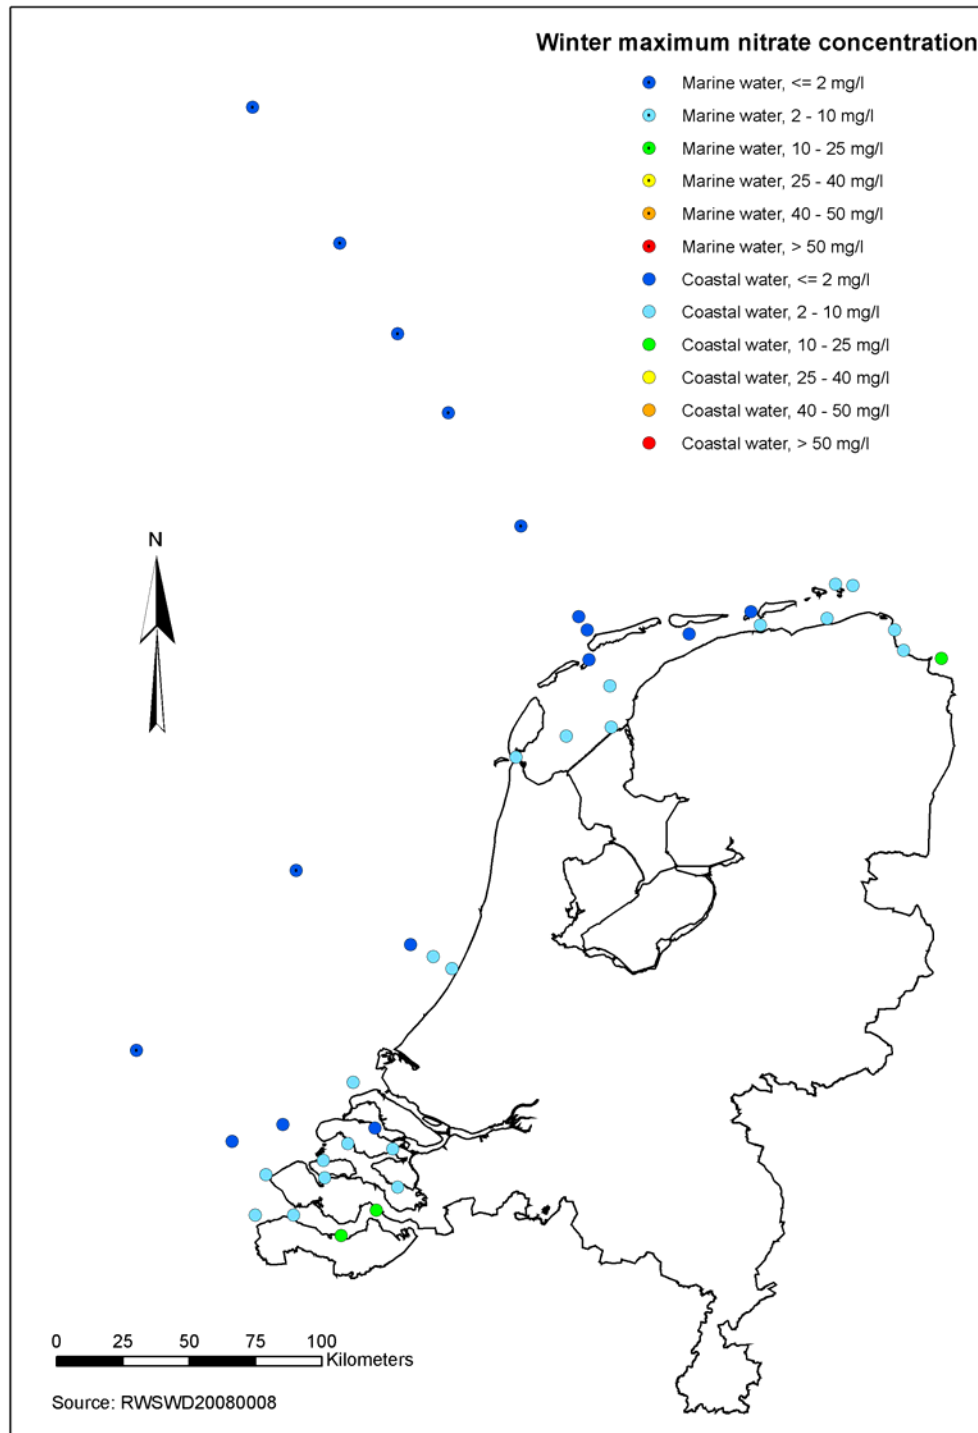 Winter maximum nitrate concentration
Marine water, <= 2 mg/l
Marine water, 2 - 10 mg/l
Marine water, 10 - 25 mg/l
Marine water, 25 - 40 mg/l
Marine water, 40 - 50 mg/l
Marine water, > 50 mg/l
Coastal water, <= 2 mg/l
Coastal water, 2 - 10 mg/l
Coastal water, 10 - 25 mg/l
Coastal water, 25 - 40 mg/l
Coastal water, 40 - 50 mg/l
Coastal water, > 50 mg/l
N
0 25 50 75 100
Kilometers
Source: RWSWD20080008